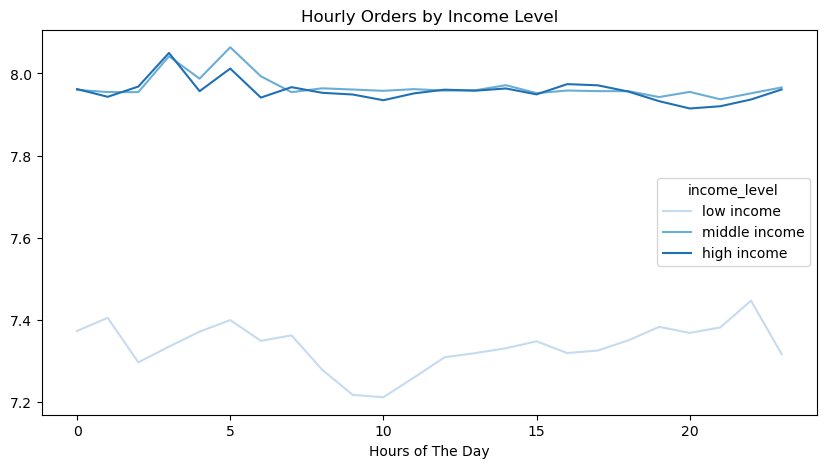 Hourly Orders by Income Level
8.0
7.8
7.6
7.4
7.2
income_level
low income
middle income
high income
0 5 10 15 20
Hours of The Day